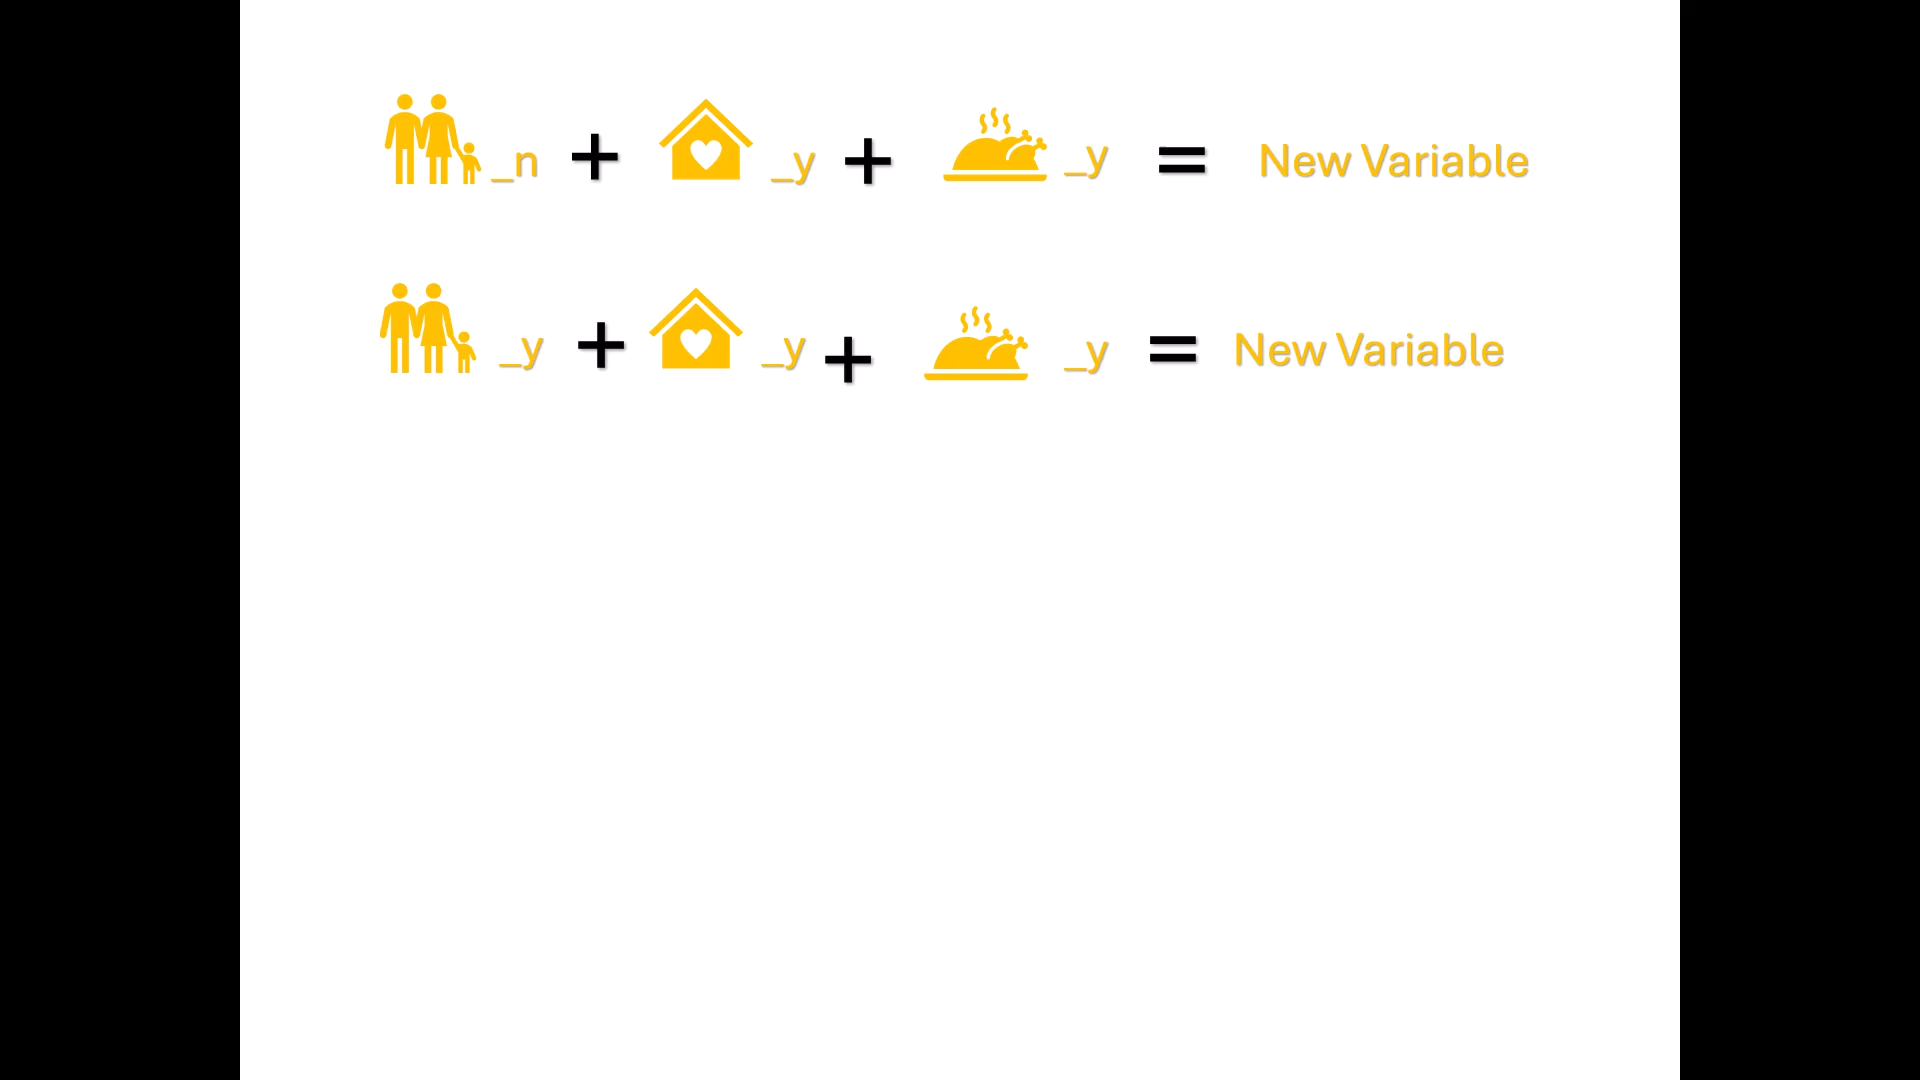 _n + _y + _y = New Variable
_y + _y + _y = New Variable